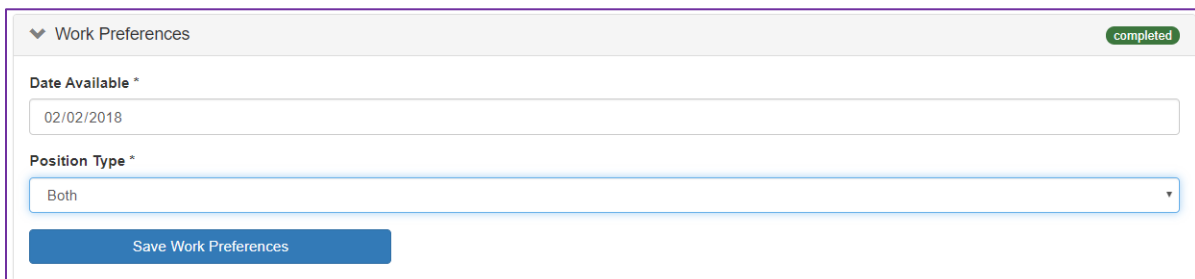 Work Preferences
completed
Date Available *
02/02/2018
Position Type *
Both
Save Work Preferences